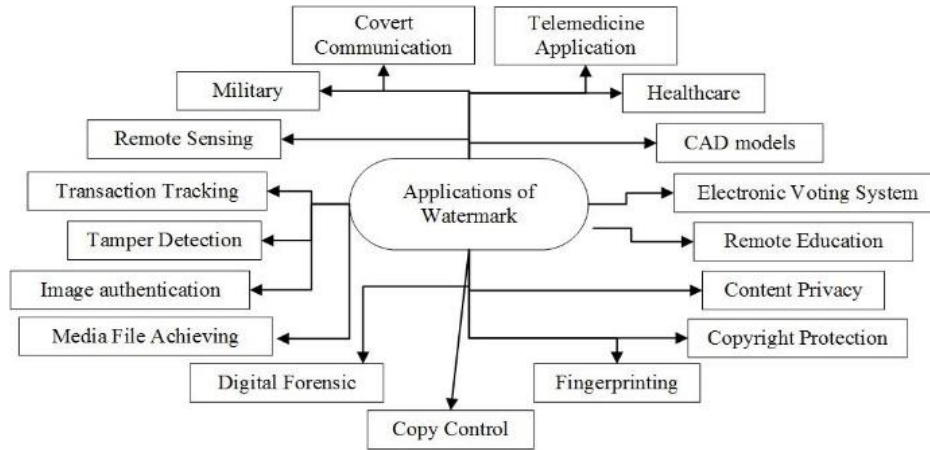 Covert
Communication
Telemedicine
Application
Military
Healthcare
Remote Sensing
CAD models
Transaction Tracking
Applications of
Watermark
Electronic Voting System
Tamper Detection
Remote Education
Image authentication
Content Privacy
Media File Achieving
Copyright Protection
Digital Forensic
Fingerprinting
Copy Control